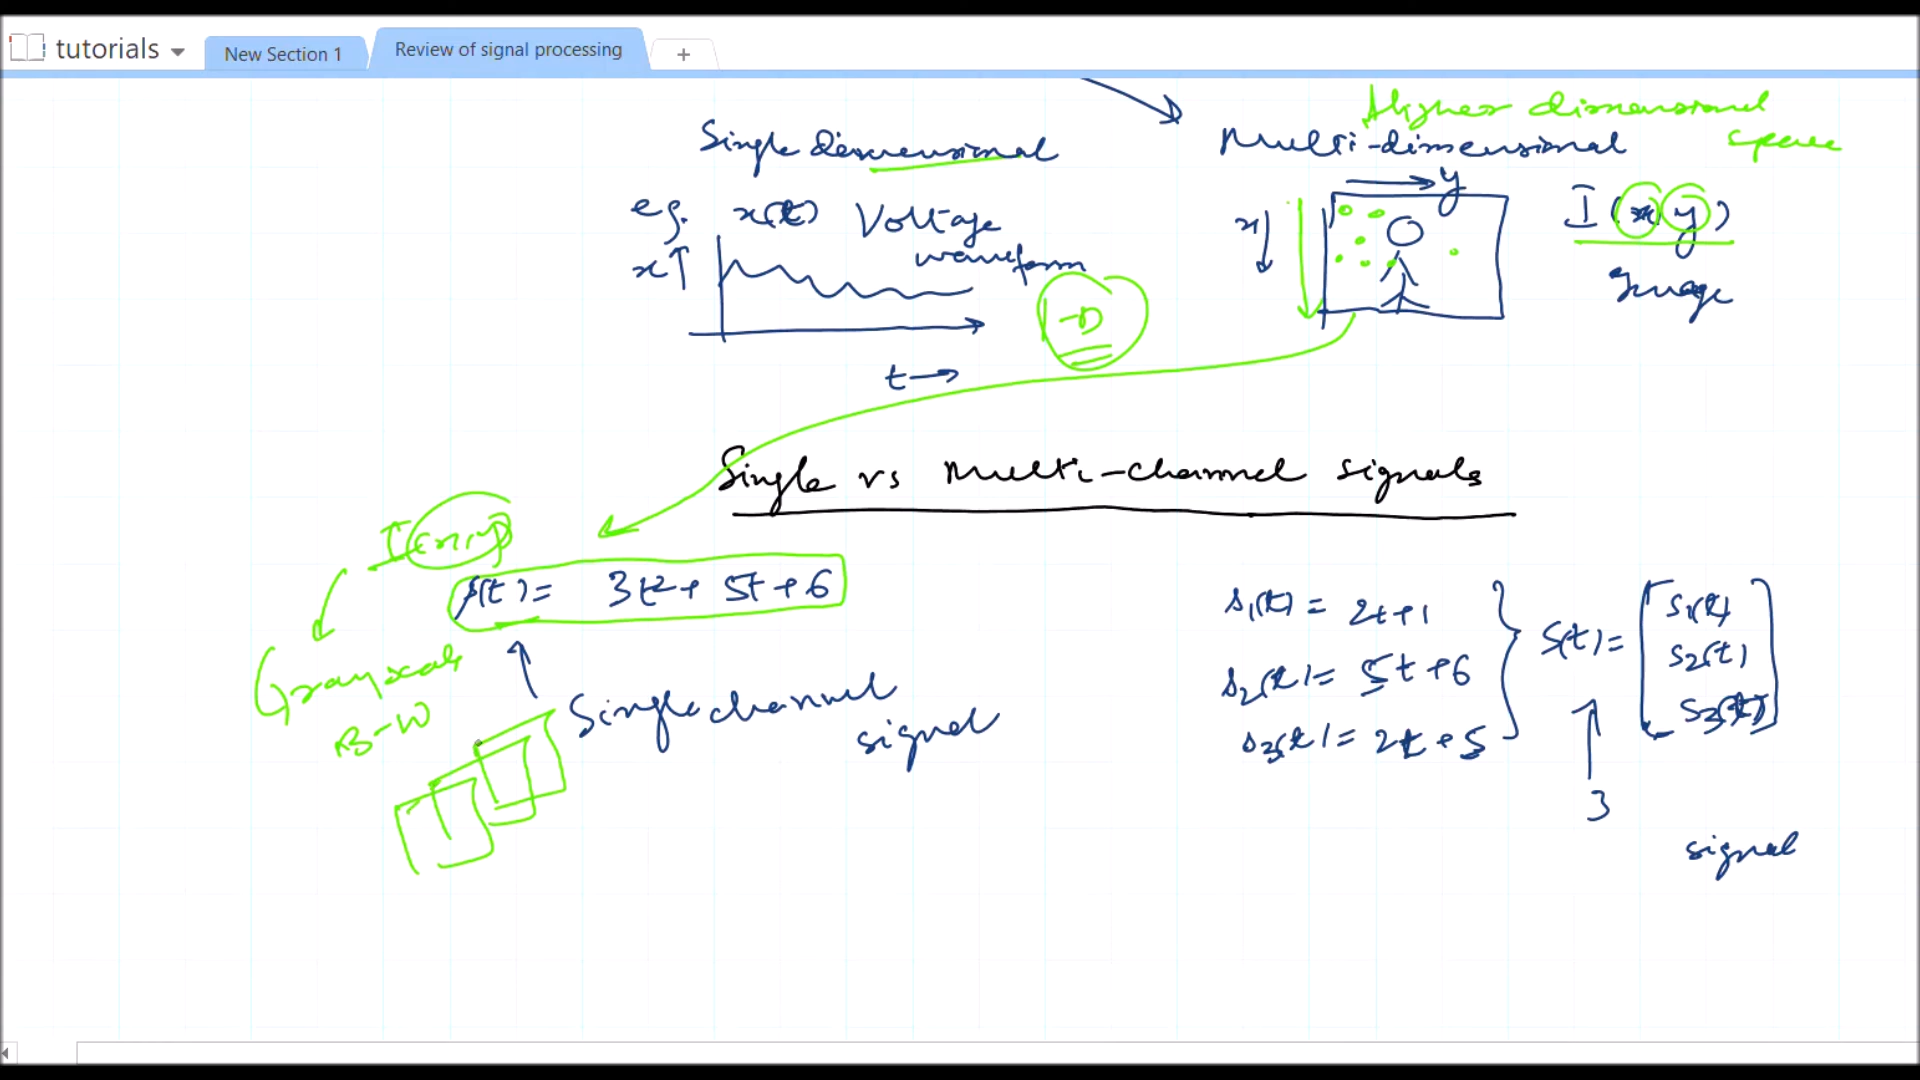 tutorials
New Section 1
Review of signal processing
+
Higher dimensional
space
Single dimensional
Multi-dimensional
e.g. x(t) Voltage
waveform
x
t
1-D
y
x
I(x,y)
Image
Single vs Multi-channel signals
I(x,y)
s(t) = 3t²+ 5t+6
Grayscale
B-W
Single channel
signal
s1(t) = 2t+1
s2(t) = 5t+6
s3(t) = 2t+5
S(t) =
s1(t)
s2(t)
s3(t)
3
signal